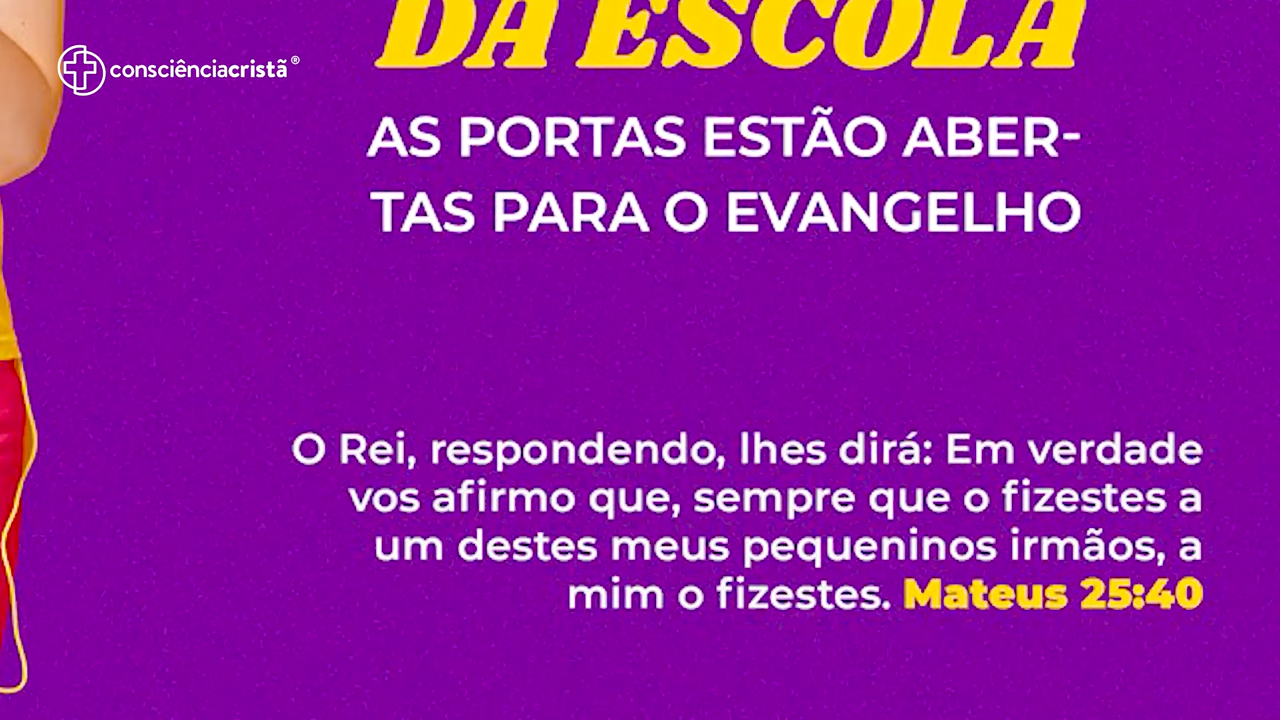 DA ESCOLA
consciênciacristã®
AS PORTAS ESTÃO ABER-
TAS PARA O EVANGELHO
O Rei, respondendo, lhes dirá: Em verdade
vos afirmo que, sempre que o fizestes a
um destes meus pequeninos irmãos, a
mim o fizestes. Mateus 25:40